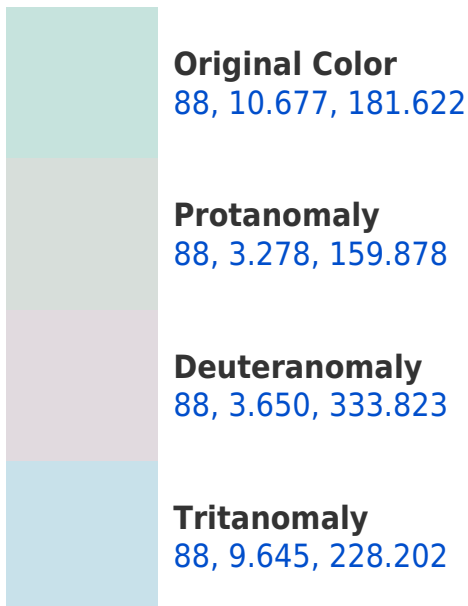 Original Color
88, 10.677, 181.622
Protanomaly
88, 3.278, 159.878
Deuteranomaly
88, 3.650, 333.823
Tritanomaly
88, 9.645, 228.202